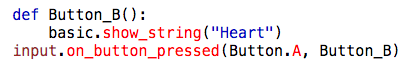 def Button_B():
    basic.show_string("Heart")
input.on_button_pressed(Button.A, Button_B)